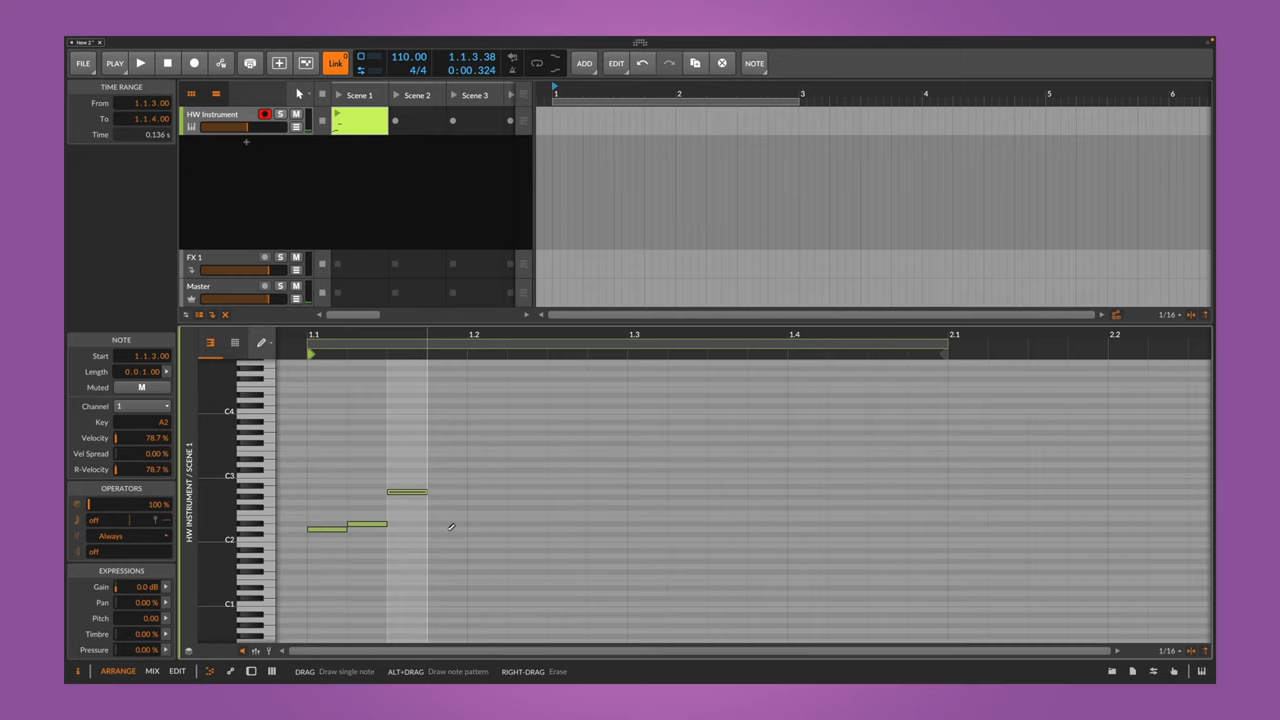 New 2* ×
FILE PLAY Link 0 110.00 1.1.3.38 ADD EDIT NOTE
4/4 0:00.324
TIME RANGE
From 1.1.3.00
To 1.1.4.00
Time 0.136 s
Scene 1 Scene 2 Scene 3
HW Instrument S M
FX 1 S M
Master S M
1 2 3 4 5 6
1/16
NOTE
Start 1.1.3.00
Length 0.0.1.00
Muted M
Channel 1
Key A2
Velocity 78.7 %
Vel Spread 0.00 %
R-Velocity 78.7 %
OPERATORS
100 %
off
Always
off
EXPRESSIONS
Gain 0.0 dB
Pan 0.00 %
Pitch 0.00
Timbre 0.00 %
Pressure 0.00 %
1.1 1.2 1.3 1.4 2.1 2.2
HW INSTRUMENT / SCENE 1
C4
C3
C2
C1
1/16
i ARRANGE MIX EDIT DRAG Draw single note ALT+DRAG Draw note pattern RIGHT-DRAG Erase